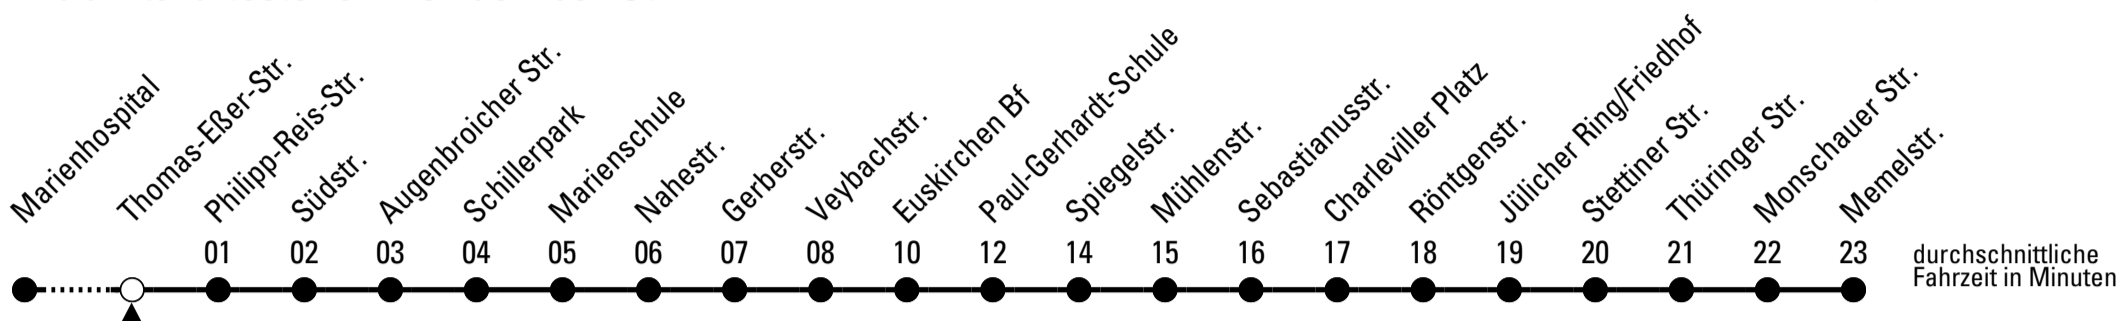 Marienhospital
Thomas-Eßer-Str.
Philipp-Reis-Str.
Südstr.
Augenbroicher Str.
Schillerpark
Marienschule
Nahestr.
Gerberstr.
Veybachstr.
Euskirchen Bf
Paul-Gerhardt-Schule
Spiegelstr.
Mühlenstr.
Sebastianusstr.
Charleviller Platz
Röntgenstr.
Jülicher Ring/Friedhof
Stettiner Str.
Thüringer Str.
Monschauer Str.
Memelstr.
01 02 03 04 05 06 07 08 10 12 14 15 16 17 18 19 20 21 22 23
durchschnittliche
Fahrzeit in Minuten